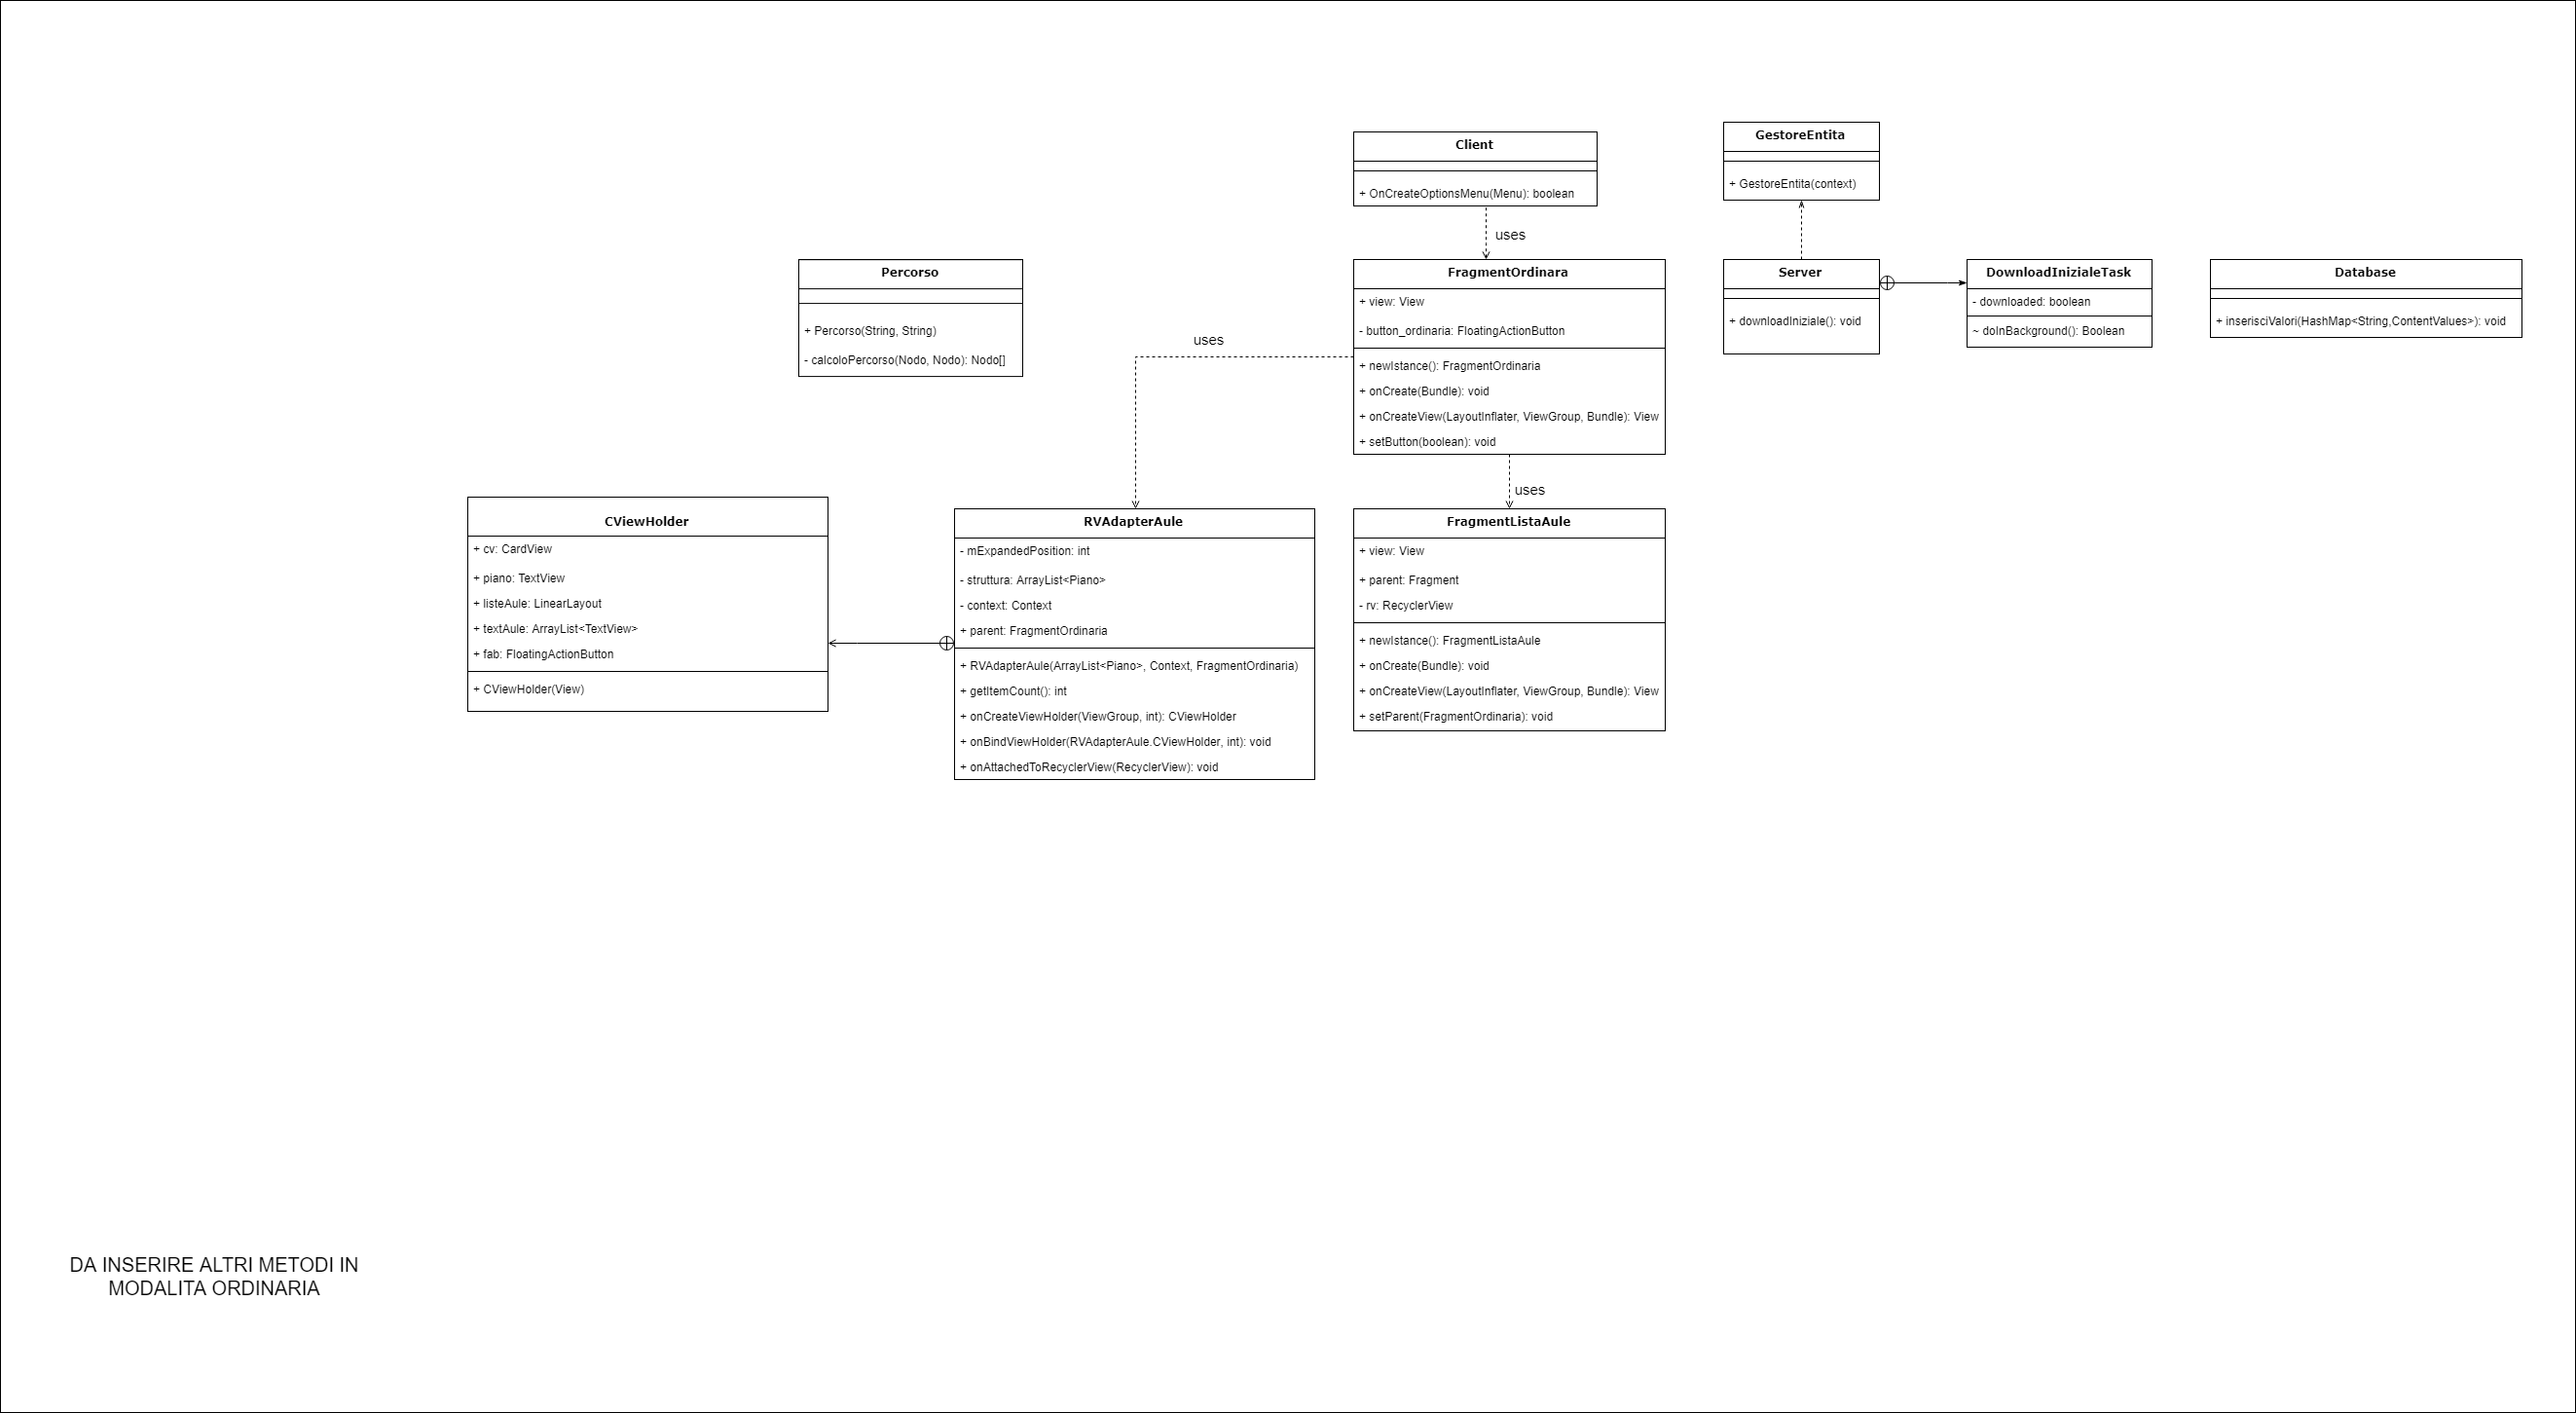 Client
+ OnCreateOptionsMenu(Menu): boolean
uses
GestoreEntita
+ GestoreEntita(context)
Percorso
+ Percorso(String, String)
- calcoloPercorso(Nodo, Nodo): Nodo[]
FragmentOrdinara
+ view: View
- button_ordinaria: FloatingActionButton
+ newIstance(): FragmentOrdinaria
+ onCreate(Bundle): void
+ onCreateView(LayoutInflater, ViewGroup, Bundle): View
+ setButton(boolean): void
Server
+ downloadIniziale(): void
DownloadInizialeTask
- downloaded: boolean
~ doInBackground(): Boolean
Database
+ inserisciValori(HashMap<String,ContentValues>): void
uses
uses
CViewHolder
+ cv: CardView
+ piano: TextView
+ listeAule: LinearLayout
+ textAule: ArrayList<TextView>
+ fab: FloatingActionButton
+ CViewHolder(View)
RVAdapterAule
- mExpandedPosition: int
- struttura: ArrayList<Piano>
- context: Context
+ parent: FragmentOrdinaria
+ RVAdapterAule(ArrayList<Piano>, Context, FragmentOrdinaria)
+ getItemCount(): int
+ onCreateViewHolder(ViewGroup, int): CViewHolder
+ onBindViewHolder(RVAdapterAule.CViewHolder, int): void
+ onAttachedToRecyclerView(RecyclerView): void
FragmentListaAule
+ view: View
+ parent: Fragment
- rv: RecyclerView
+ newIstance(): FragmentListaAule
+ onCreate(Bundle): void
+ onCreateView(LayoutInflater, ViewGroup, Bundle): View
+ setParent(FragmentOrdinaria): void
DA INSERIRE ALTRI METODI IN
MODALITA ORDINARIA